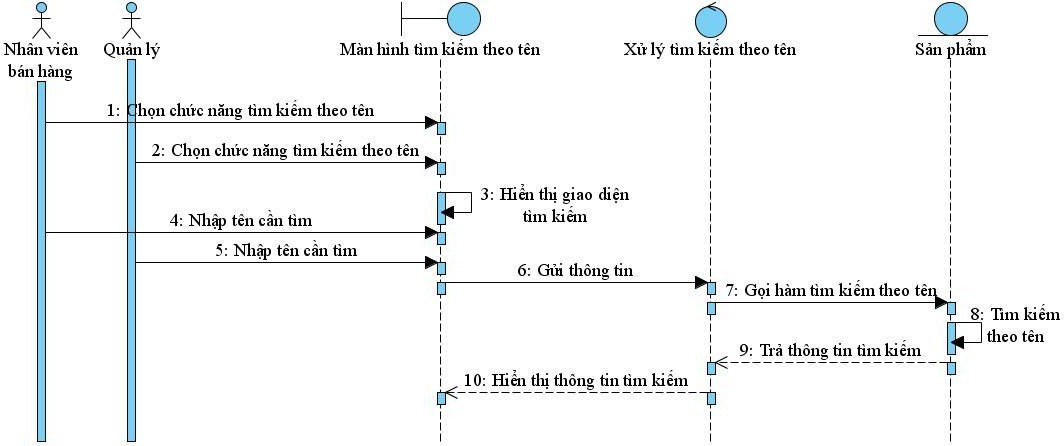 Nhân viên
bán hàng
Quản lý
Màn hình tìm kiếm theo tên
Xử lý tìm kiếm theo tên
Sản phẩm
1: Chọn chức năng tìm kiếm theo tên
2: Chọn chức năng tìm kiếm theo tên
3: Hiển thị giao diện
tìm kiếm
4: Nhập tên cần tìm
5: Nhập tên cần tìm
6: Gửi thông tin
7: Gọi hàm tìm kiếm theo tên
8: Tìm kiếm
theo tên
9: Trả thông tin tìm kiếm
10: Hiển thị thông tin tìm kiếm